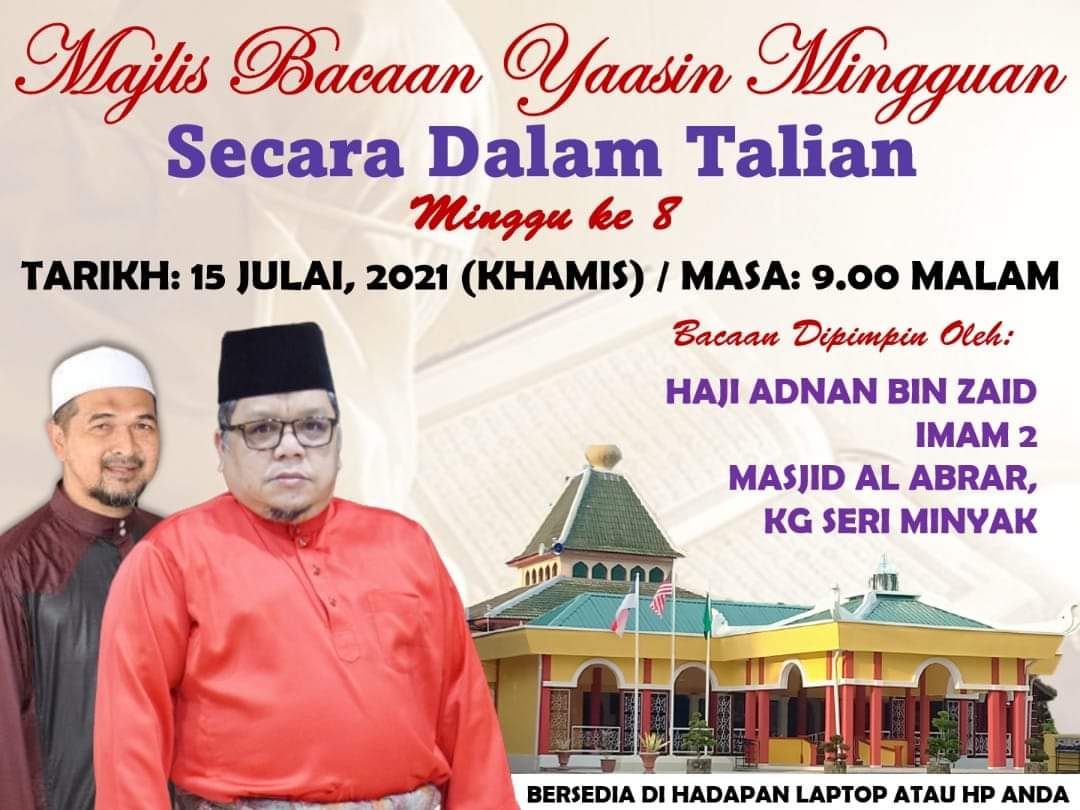 Majlis Bacaan Yaasin Mingguan
Secara Dalam Talian
Minggu ke 8
TARIKH: 15 JULAI, 2021 (KHAMIS) / MASA: 9.00 MALAM
Bacaan Dipimpin Oleh:
HAJI ADNAN BIN ZAID
IMAM 2
MASJID AL ABRAR,
KG SERI MINYAK
BERSEDIA DI HADAPAN LAPTOP ATAU HP ANDA